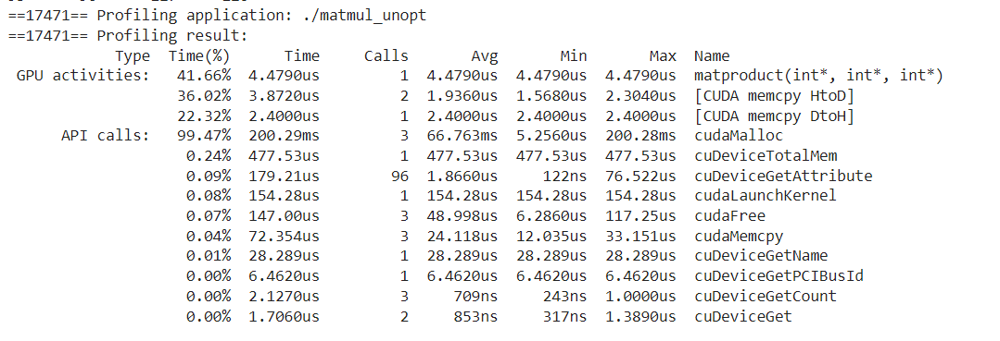 ==17471== Profiling application: ./matmul_unopt
==17471== Profiling result:
Type Time(%) Time Calls Avg Min Max Name
GPU activities: 41.66% 4.4790us 1 4.4790us 4.4790us 4.4790us matproduct(int*, int*, int*)
36.02% 3.8720us 2 1.9360us 1.5680us 2.3040us [CUDA memcpy HtoD]
22.32% 2.4000us 1 2.4000us 2.4000us 2.4000us [CUDA memcpy DtoH]
API calls: 99.47% 200.29ms 3 66.763ms 5.2560us 200.28ms cudaMalloc
0.24% 477.53us 1 477.53us 477.53us 477.53us cuDeviceTotalMem
0.09% 179.21us 96 1.8660us 122ns 76.522us cuDeviceGetAttribute
0.08% 154.28us 1 154.28us 154.28us 154.28us cudaLaunchKernel
0.07% 147.00us 3 48.998us 6.2860us 117.25us cudaFree
0.04% 72.354us 3 24.118us 12.035us 33.151us cudaMemcpy
0.01% 28.289us 1 28.289us 28.289us 28.289us cuDeviceGetName
0.00% 6.4620us 1 6.4620us 6.4620us 6.4620us cuDeviceGetPCIBusId
0.00% 2.1270us 3 709ns 243ns 1.0000us cuDeviceGetCount
0.00% 1.7060us 2 853ns 317ns 1.3890us cuDeviceGet